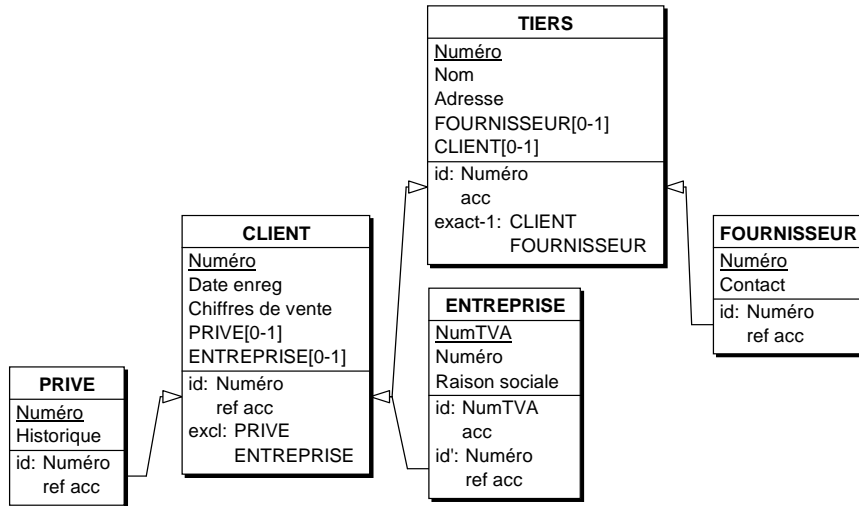 TIERS
Numéro
Nom
Adresse
FOURNISSEUR[0-1]
CLIENT[0-1]
id: Numéro
acc
exact-1: CLIENT
FOURNISSEUR
CLIENT
Numéro
Date enreg
Chiffres de vente
PRIVE[0-1]
ENTREPRISE[0-1]
id: Numéro
ref acc
excl: PRIVE
ENTREPRISE
FOURNISSEUR
Numéro
Contact
id: Numéro
ref acc
ENTREPRISE
NumTVA
Numéro
Raison sociale
id: NumTVA
acc
id': Numéro
ref acc
PRIVE
Numéro
Historique
id: Numéro
ref acc